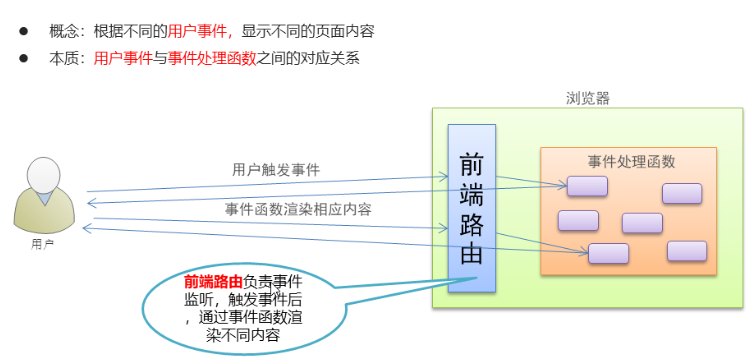 概念：根据不同的用户事件，显示不同的页面内容
本质：用户事件与事件处理函数之间的对应关系
浏览器
用户触发事件
事件函数渲染相应内容
用户
前
端
路
由
事件处理函数
前端路由负责事件
监听，触发事件后
，通过事件函数渲
染不同内容